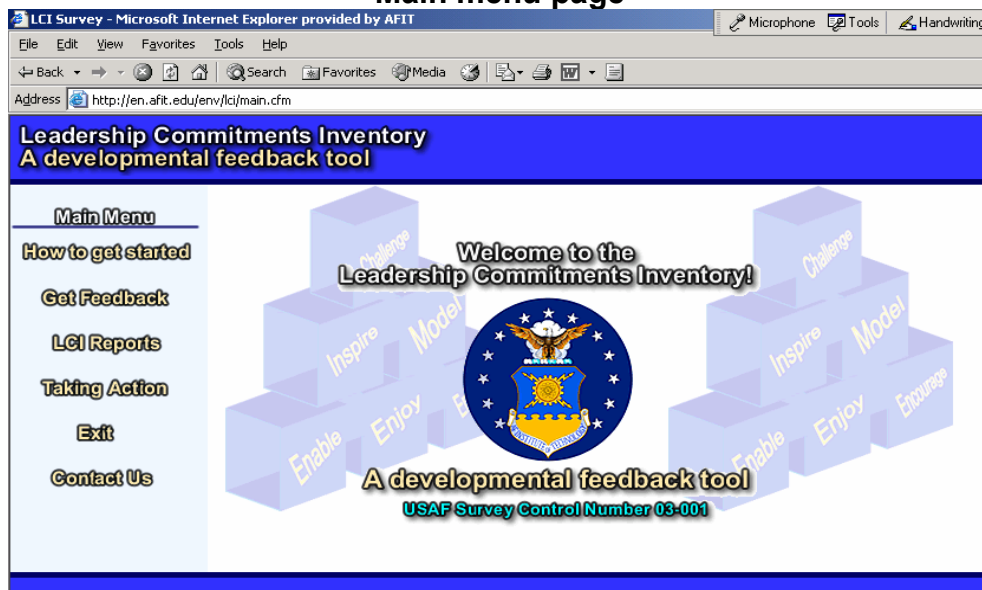 Main menu page
LCI Survey - Microsoft Internet Explorer provided by AFIT
Microphone Tools Handwriting
File Edit View Favorites Tools Help
Back Search Favorites Media
Address http://en.afit.edu/env/lci/main.cfm
Leadership Commitments Inventory
A developmental feedback tool
Main Menu
How to get started
Get Feedback
LCI Reports
Taking Action
Exit
Contact Us
Challenge
Inspire Model
Enable Enjoy
Welcome to the
Leadership Commitments Inventory!
A developmental feedback tool
USAF Survey Control Number 03-001
Challenge
Inspire Model
Enable Enjoy Encourage